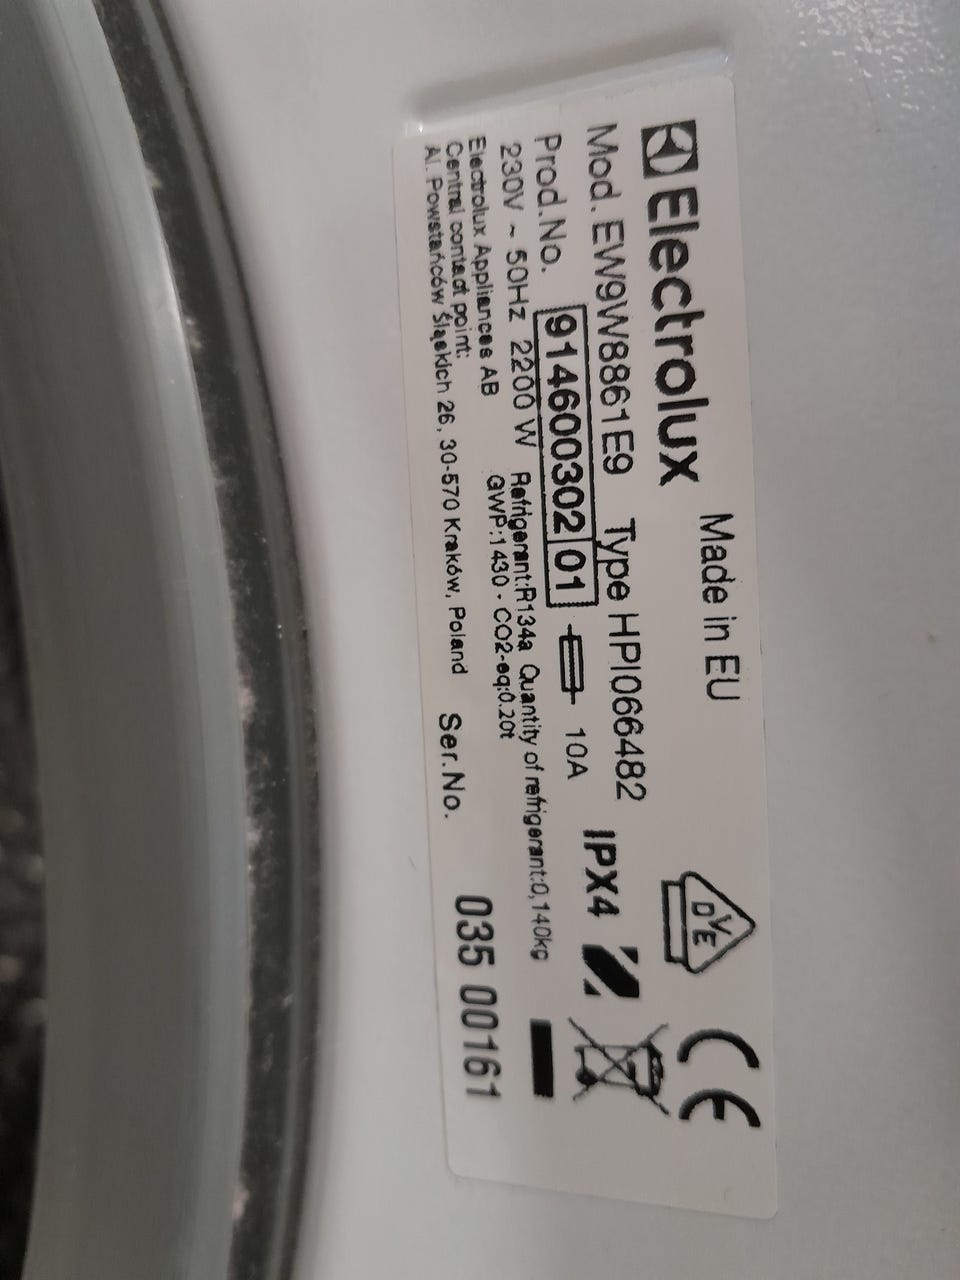 Electrolux Made in EU
Mod. EW9W8861E9 Type HPI066482
Prod.No. 914600302 01 10A IPX4
230V ~ 50Hz 2200 W Refrigerant:R134a Quantity of refrigerant:0,140kg
GWP:1430 - CO2-eq:0.20t
Electrolux Appliances AB
Central contact point:
Al. Powstańców Śląskich 26, 30-570 Kraków, Poland
Ser.No. 035 00161
DVE
CE